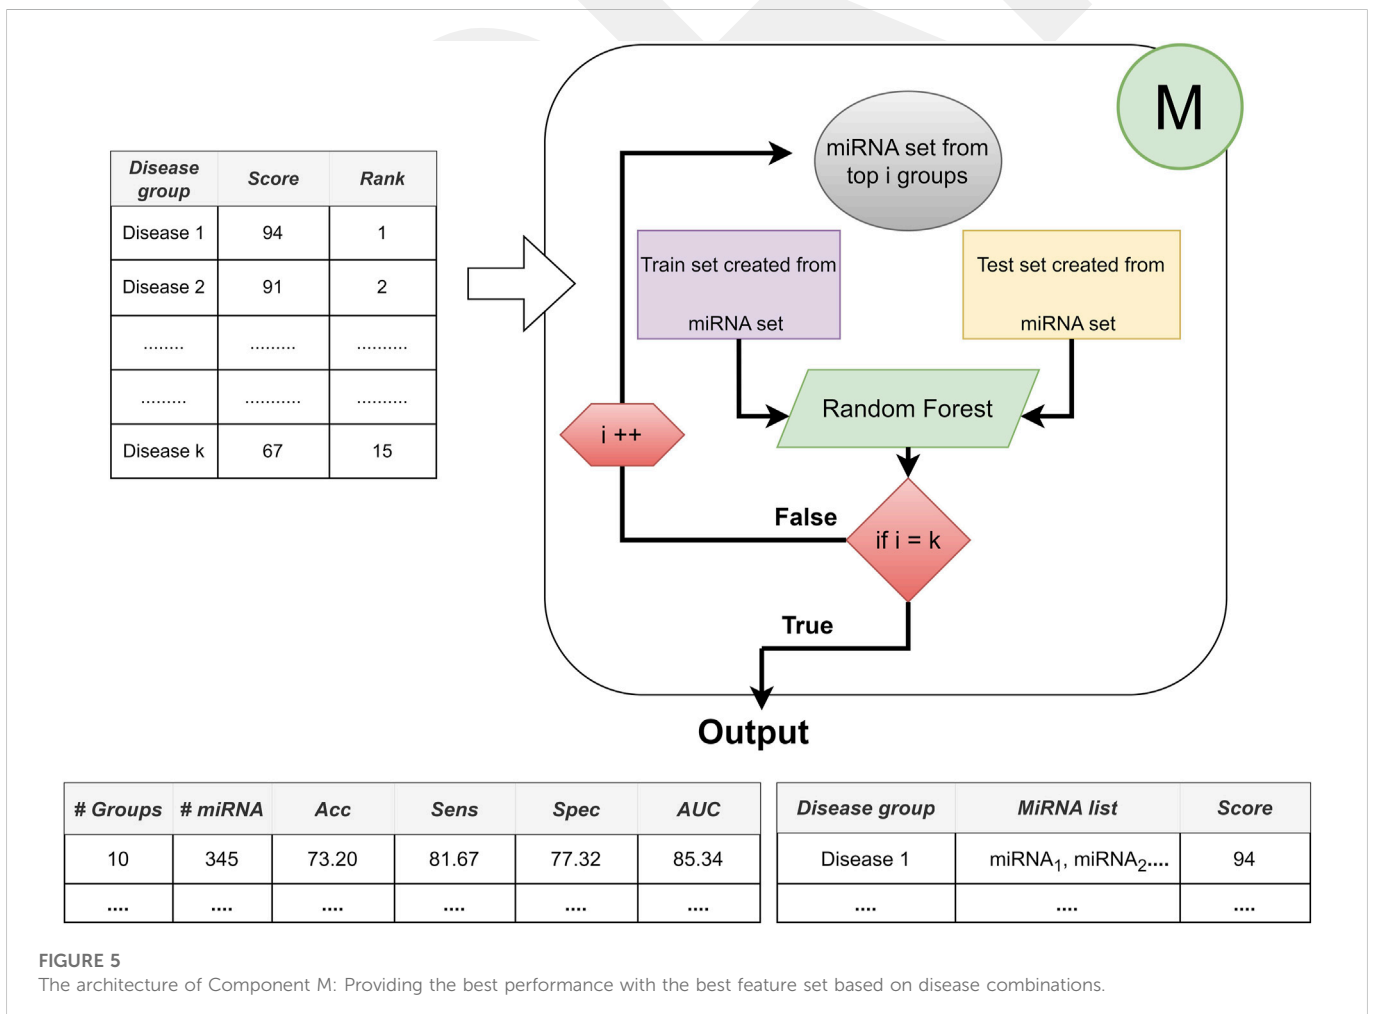 M
miRNA set from
top i groups
Disease group Score Rank
Disease 1 94 1
Disease 2 91 2
........ ......... ..........
......... ........... ..........
Disease k 67 15
Train set created from
miRNA set
Test set created from
miRNA set
Random Forest
i ++
False
if i = k
True
Output
# Groups # miRNA Acc Sens Spec AUC
10 345 73.20 81.67 77.32 85.34
.... .... .... .... .... ....
Disease group MiRNA list Score
Disease 1 miRNA1, miRNA2.... 94
.... .... ....
FIGURE 5
The architecture of Component M: Providing the best performance with the best feature set based on disease combinations.